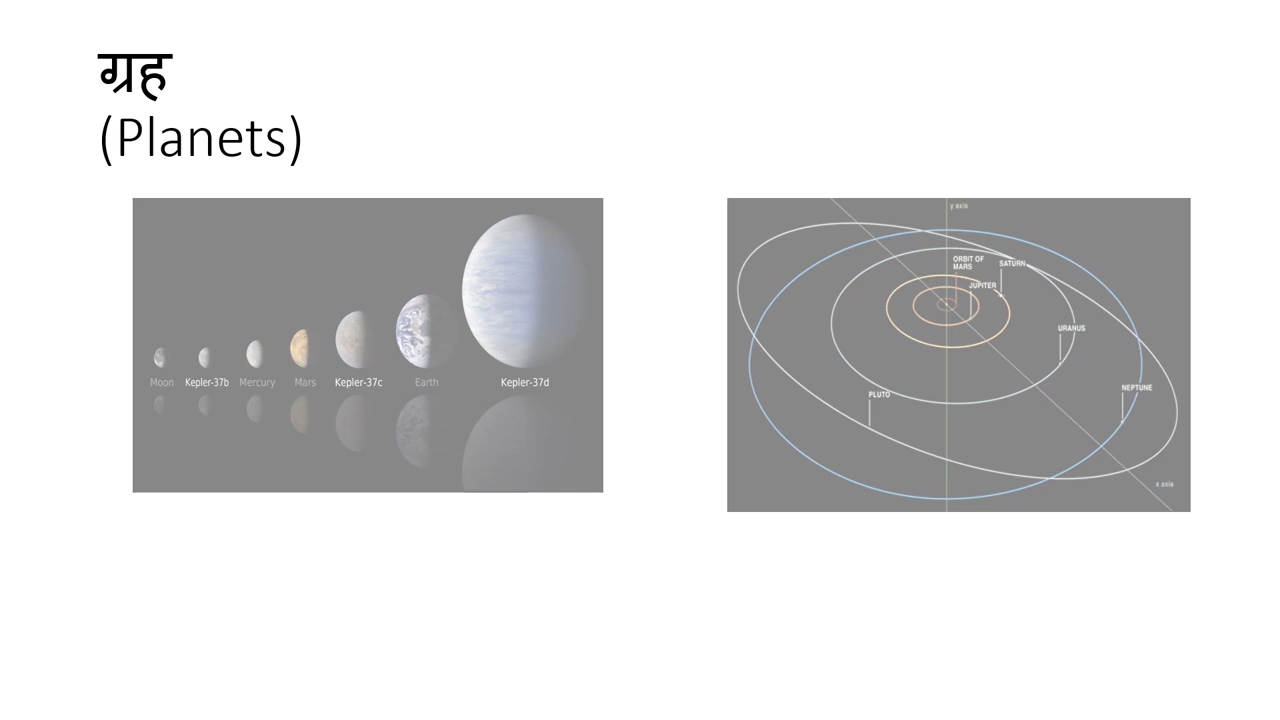 ग्रह
(Planets)
Moon Kepler-37b Mercury Mars Kepler-37c Earth Kepler-37d
y axis
ORBIT OF
MARS
SATURN
JUPITER
URANUS
NEPTUNE
PLUTO
x axis